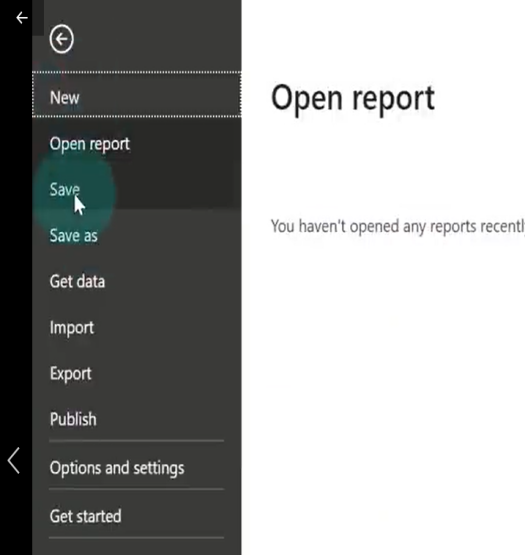 New
Open report
Save
Save as
Get data
Import
Export
Publish
Options and settings
Get started
Open report
You haven't opened any reports